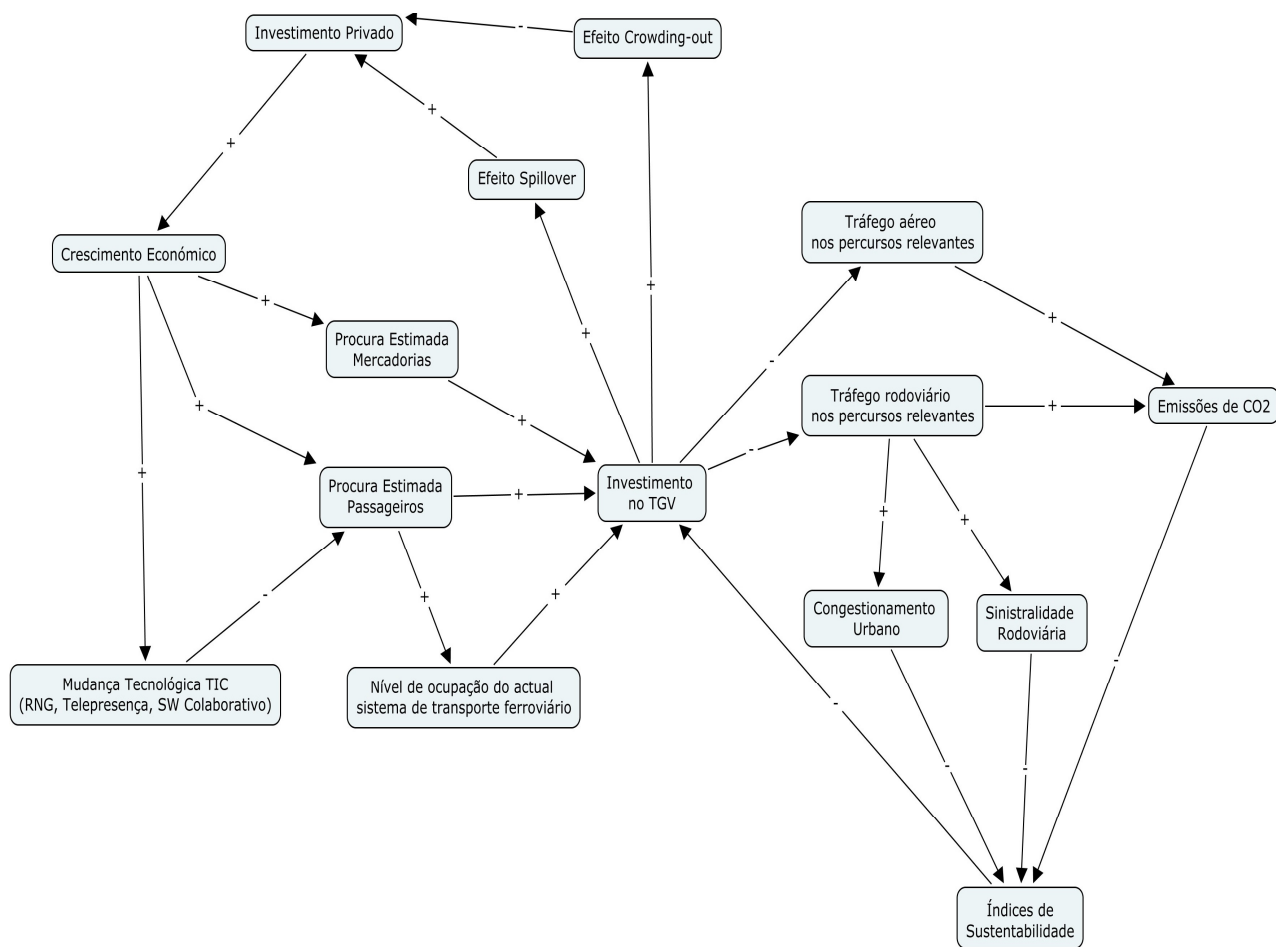 Investimento Privado
-
Efeito Crowding-out
+
+
Efeito Spillover
Tráfego aéreo
nos percursos relevantes
Crescimento Económico
+
+
+
+
Procura Estimada
Mercadorias
-
Tráfego rodoviário
nos percursos relevantes
+
Emissões de CO2
+
+
-
+
Procura Estimada
Passageiros
+
Investimento
no TGV
+
+
-
+
+
Congestionamento
Urbano
Sinistralidade
Rodoviária
-
Mudança Tecnológica TIC
(RNG, Telepresença, SW Colaborativo)
Nível de ocupação do actual
sistema de transporte ferroviário
-
-
-
Índices de
Sustentabilidade